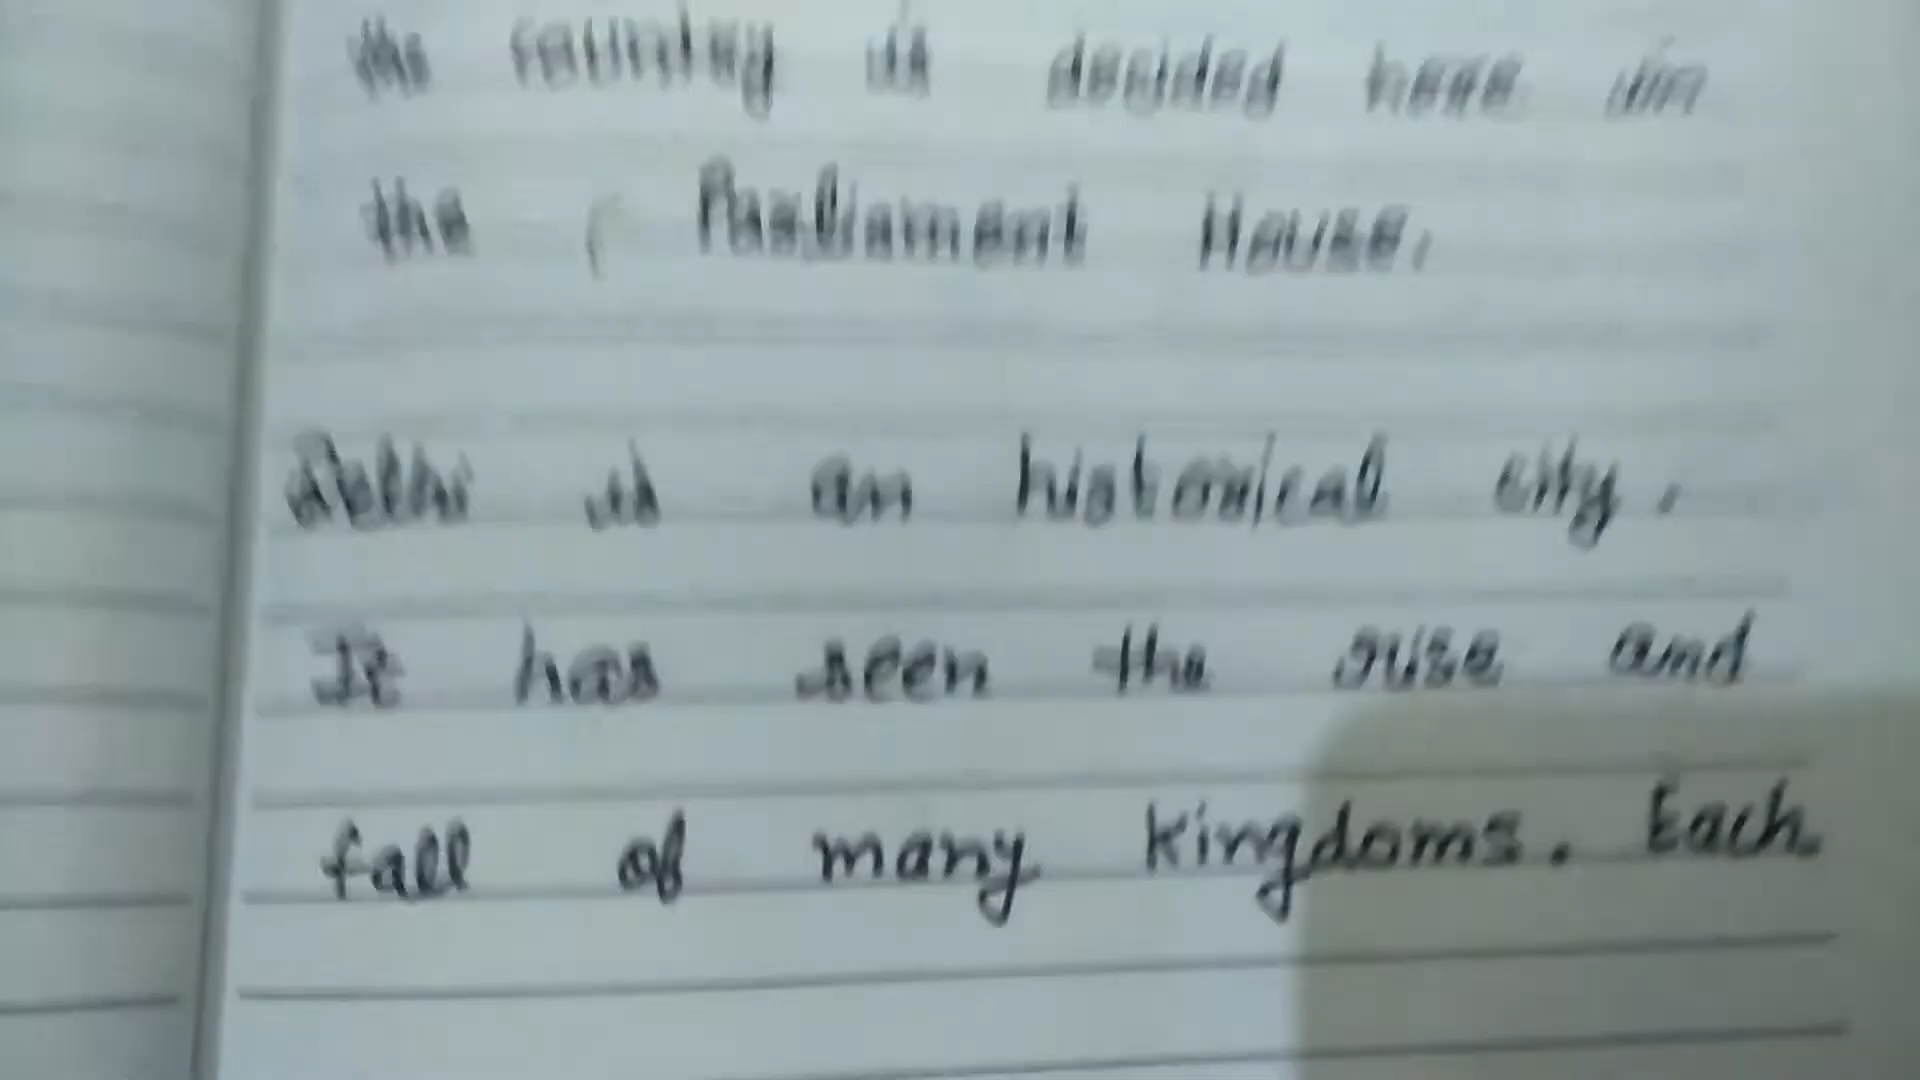 the country is decided here in
the Parliament House.
Delhi is an historical city.
It has seen the rise and
fall of many kingdoms. Each